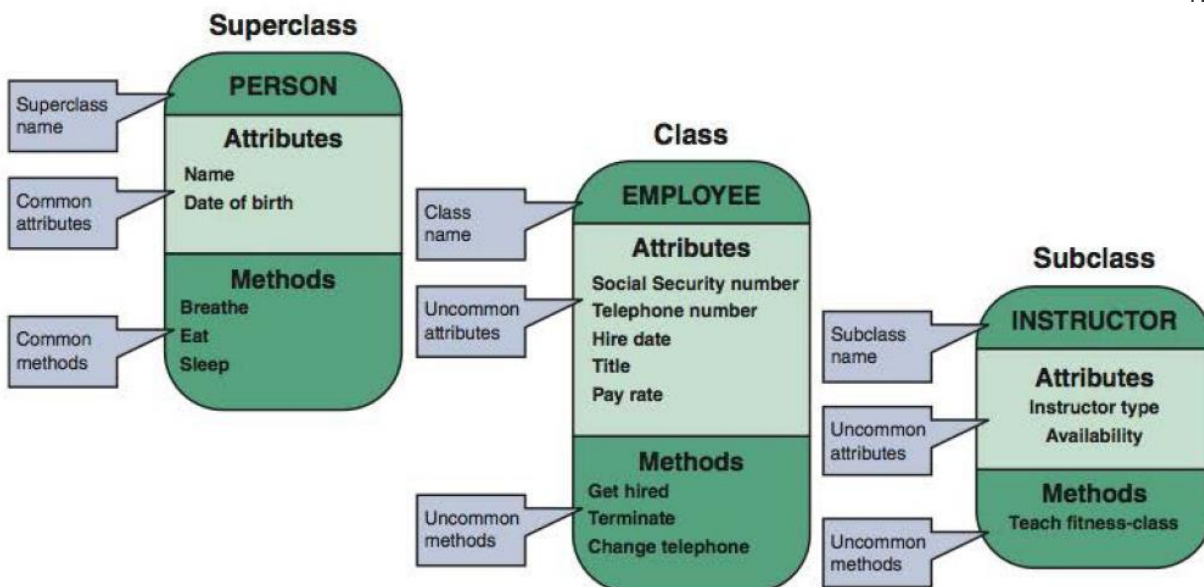 Superclass
PERSON
Superclass
name
Attributes
Name
Date of birth
Common
attributes
Methods
Breathe
Eat
Sleep
Common
methods
Class
EMPLOYEE
Class
name
Attributes
Social Security number
Telephone number
Hire date
Title
Pay rate
Uncommon
attributes
Methods
Get hired
Terminate
Change telephone
Uncommon
methods
Subclass
INSTRUCTOR
Subclass
name
Attributes
Instructor type
Availability
Uncommon
attributes
Methods
Teach fitness-class
Uncommon
methods